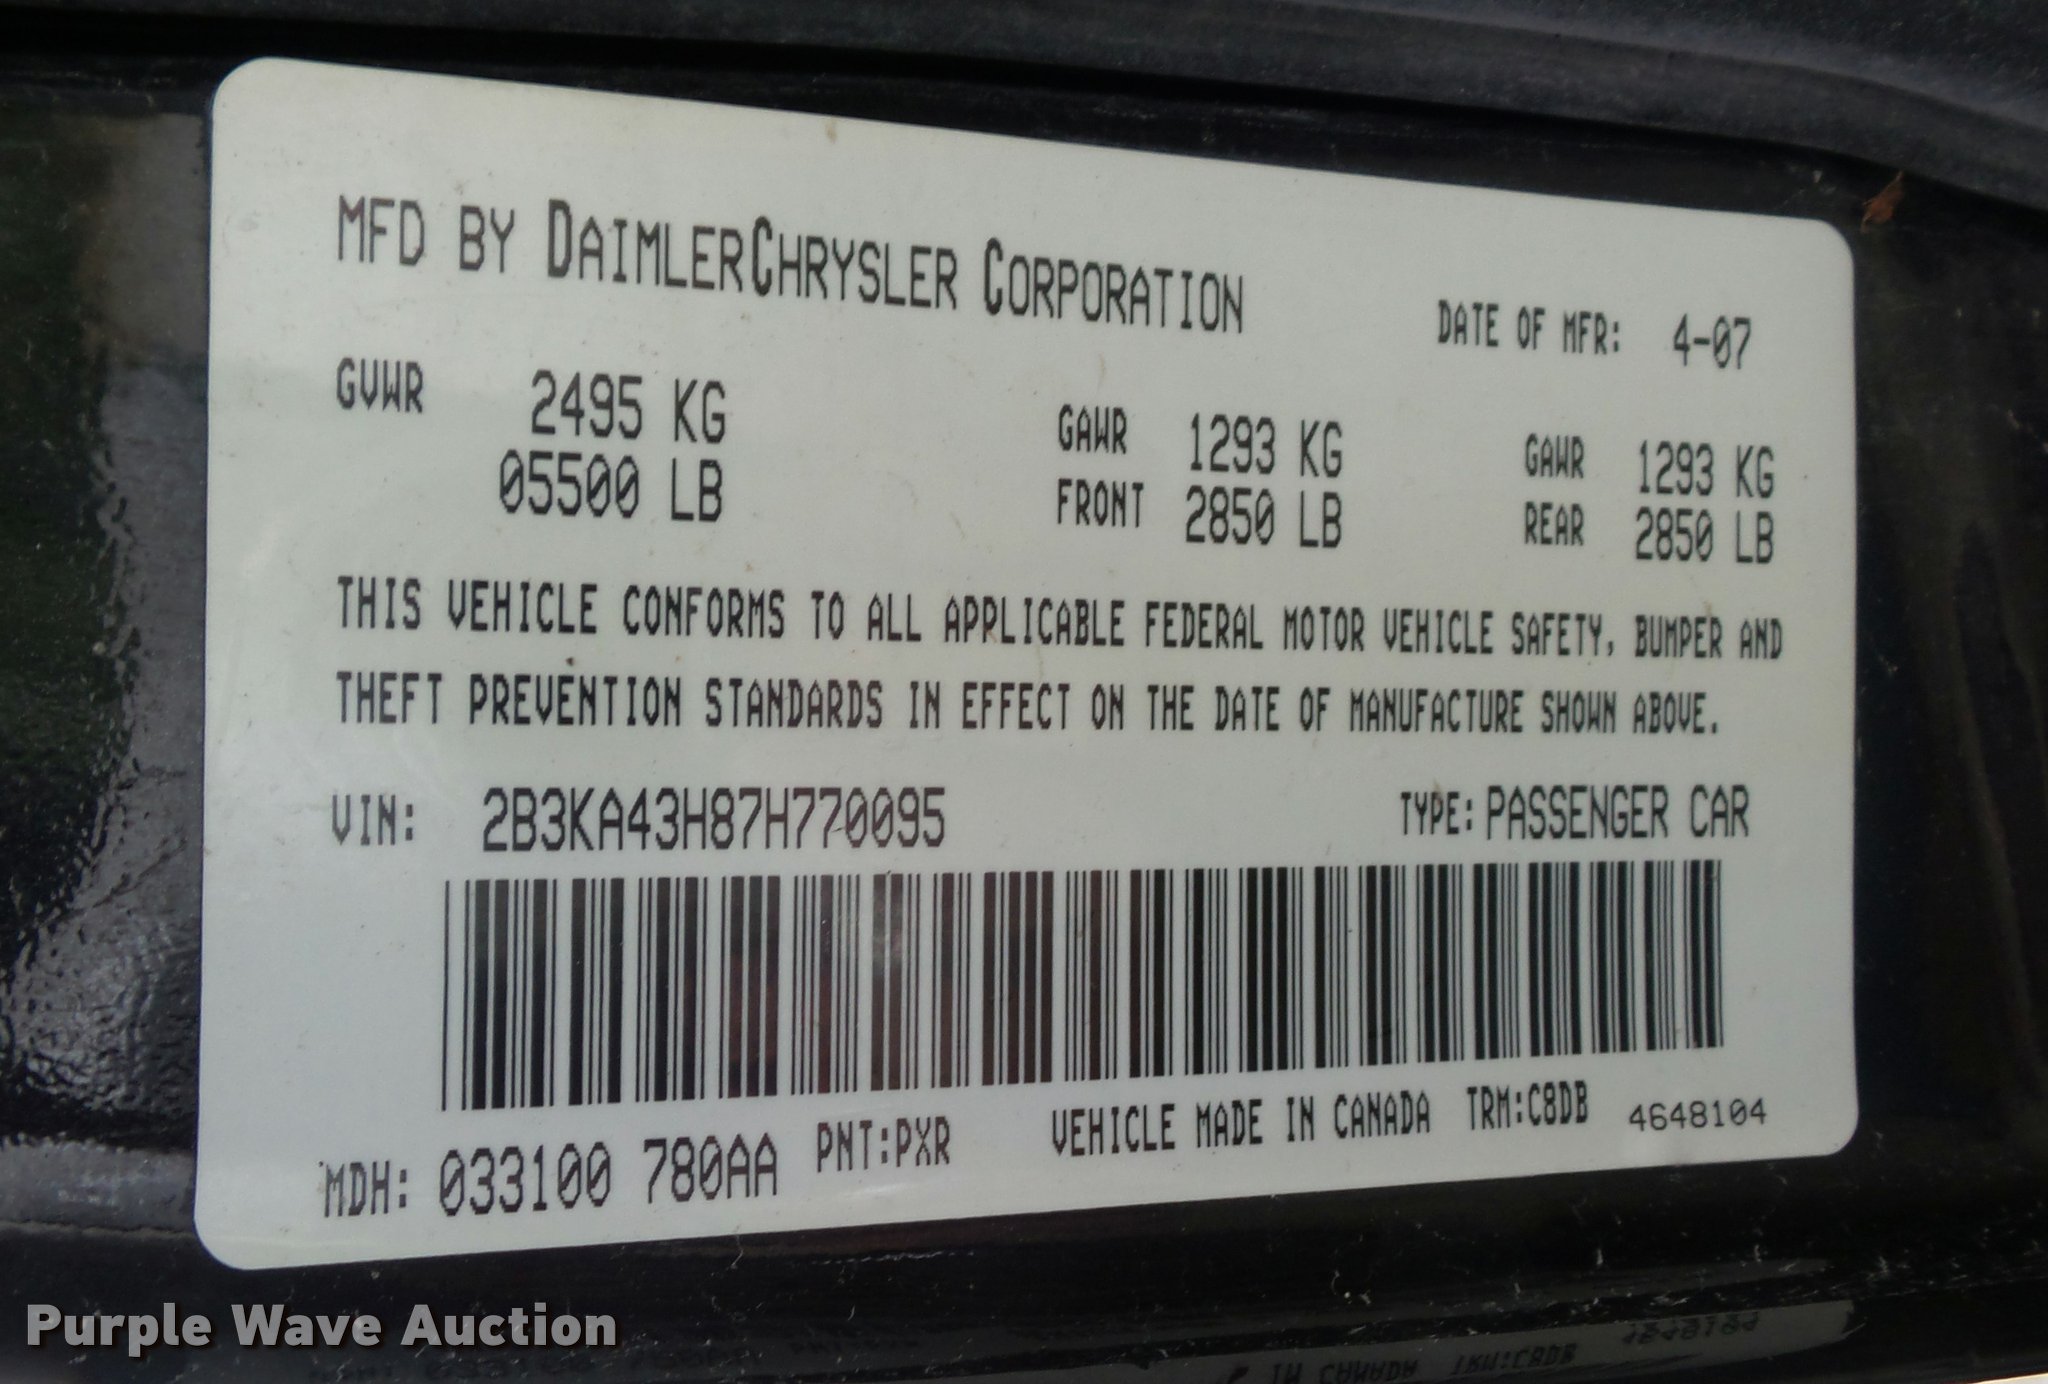 MFD BY DAIMLERCHRYSLER CORPORATION
DATE OF MFR: 4-07
GVWR 2495 KG
05500 LB
GAWR 1293 KG
FRONT 2850 LB
GAWR 1293 KG
REAR 2850 LB
THIS VEHICLE CONFORMS TO ALL APPLICABLE FEDERAL MOTOR VEHICLE SAFETY, BUMPER AND
THEFT PREVENTION STANDARDS IN EFFECT ON THE DATE OF MANUFACTURE SHOWN ABOVE.
VIN: 2B3KA43H87H770095 TYPE: PASSENGER CAR
MDH: 033100 780AA PNT:PXR VEHICLE MADE IN CANADA TRM:C8DB 4648104
Purple Wave Auction